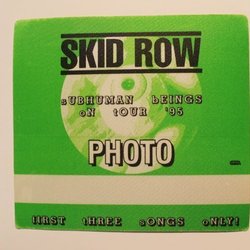 SKID ROW
sUBHUMAN bEINGS
oN tOUR '95
PHOTO
fIRST tHREE sONGS oNLY!